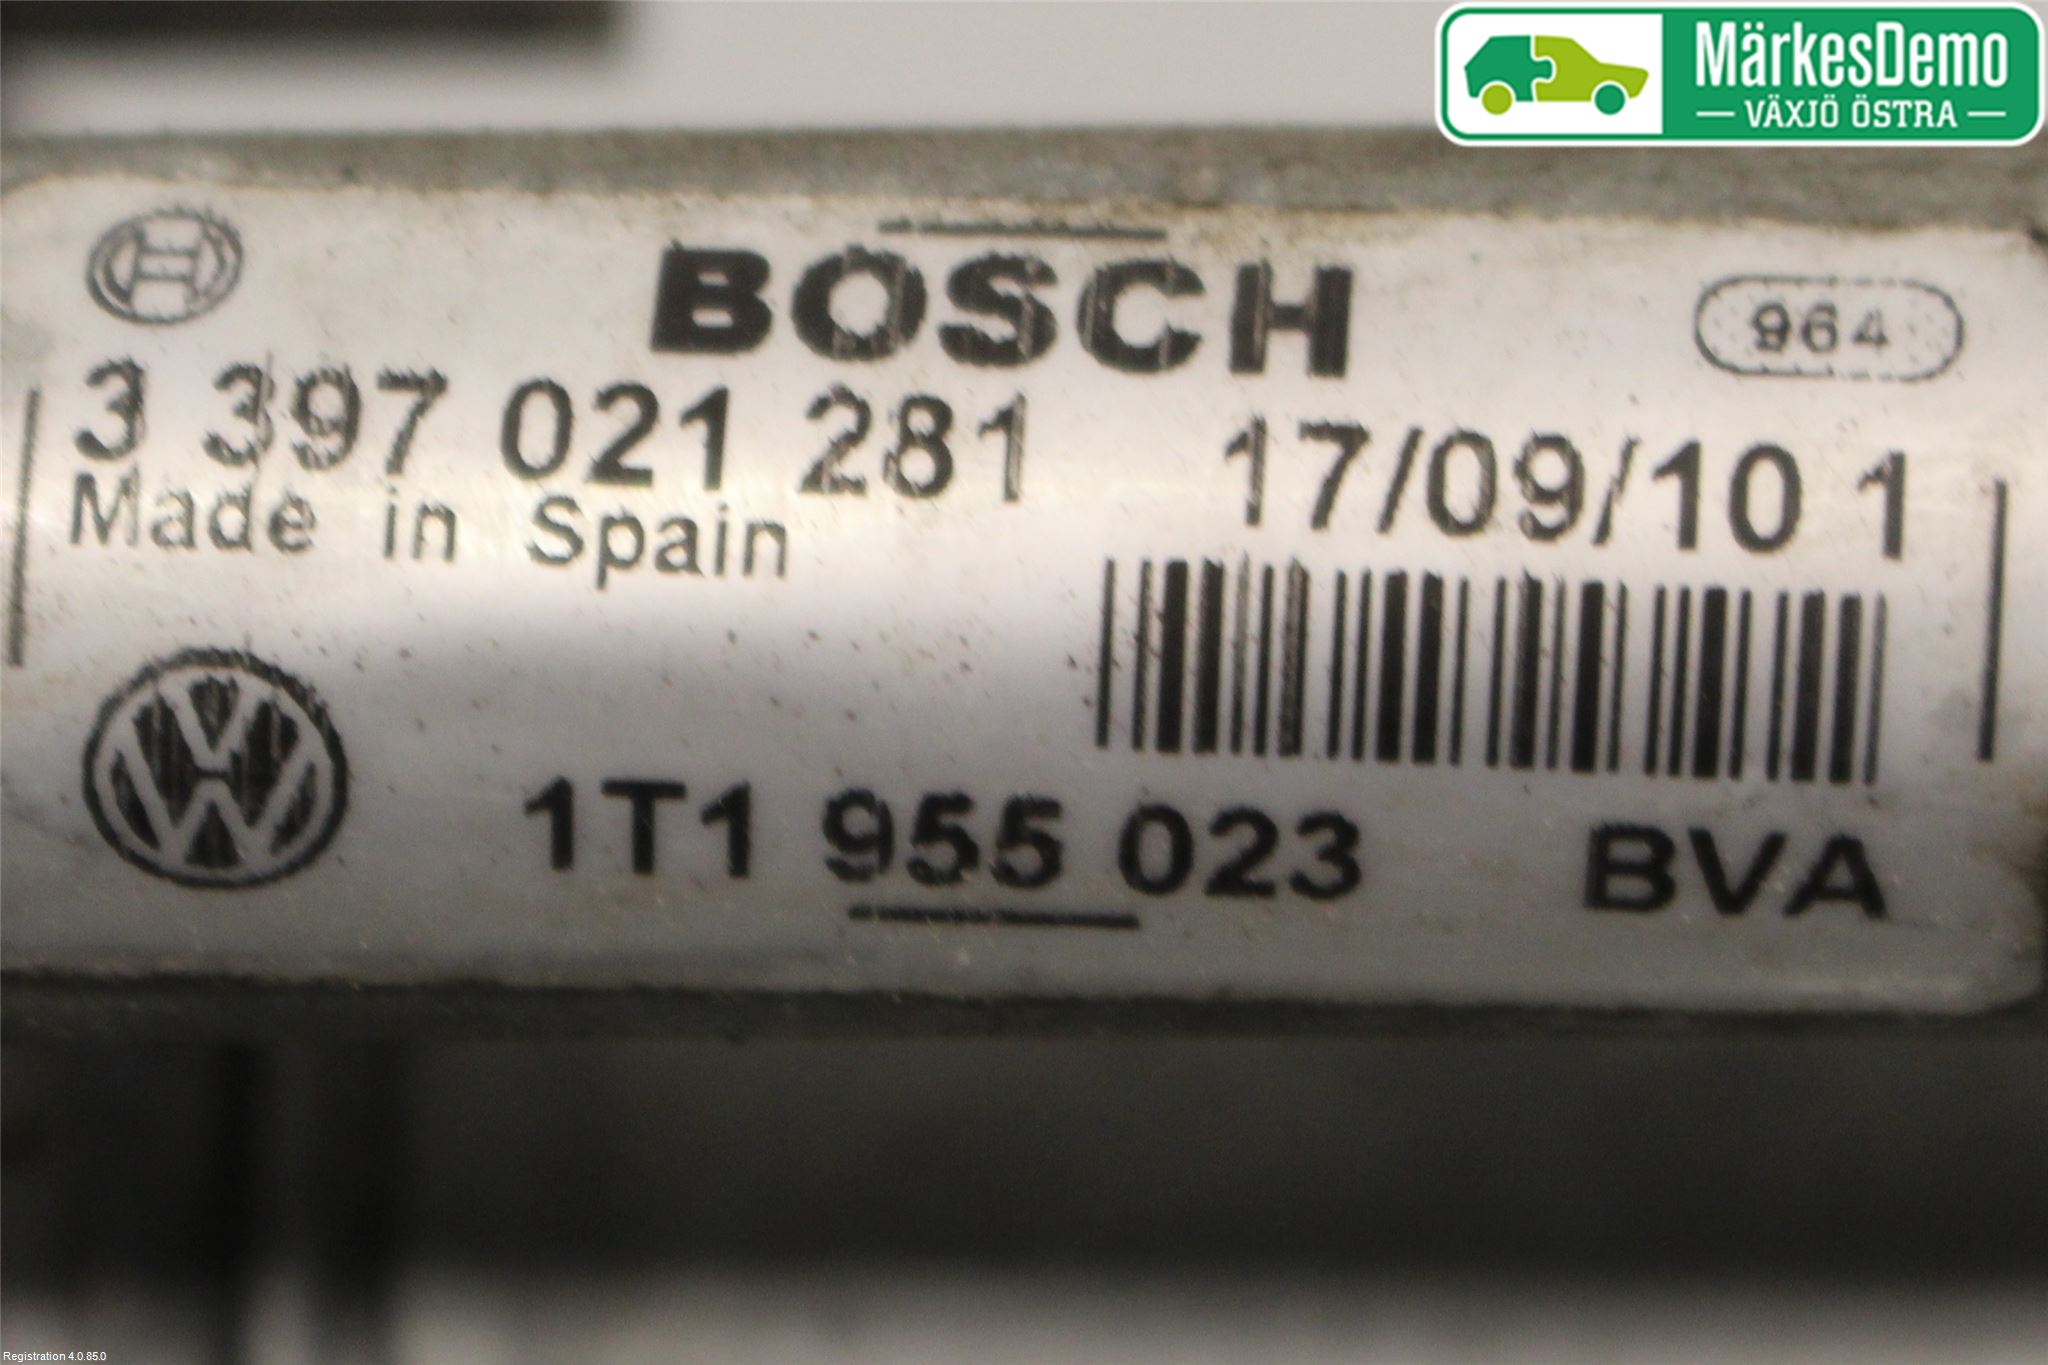 MärkesDemo
VÄXJÖ ÖSTRA
BOSCH
964
3 397 021 281 17/09/10 1
Made in Spain
1T1 955 023 BVA
Registration 4.0.85.0